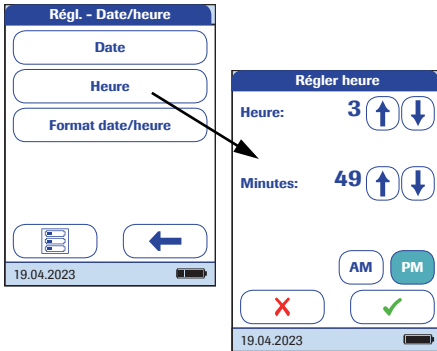 Régl. - Date/heure
Date
Heure
Format date/heure
19.04.2023
Régler heure
Heure: 3
Minutes: 49
AM PM
19.04.2023